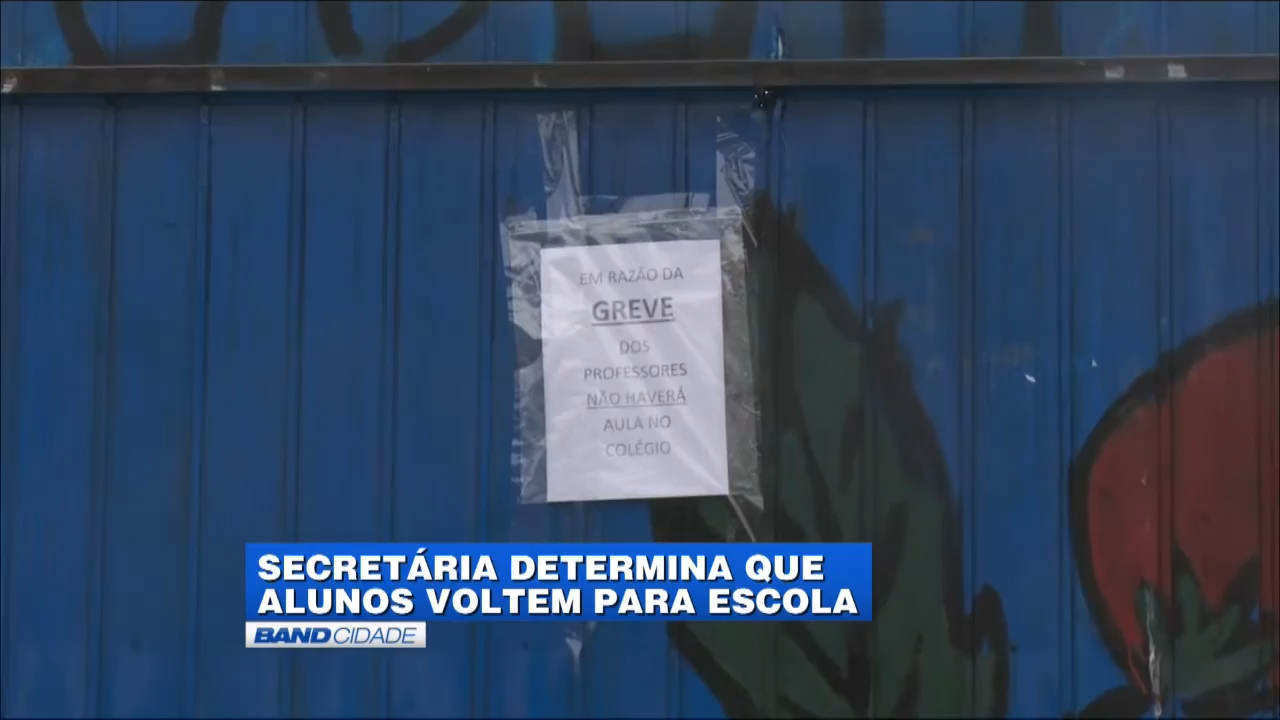 EM RAZÃO DA
GREVE
DOS
PROFESSORES
NÃO HAVERÁ
AULA NO
COLÉGIO
SECRETÁRIA DETERMINA QUE
ALUNOS VOLTEM PARA ESCOLA
BAND CIDADE